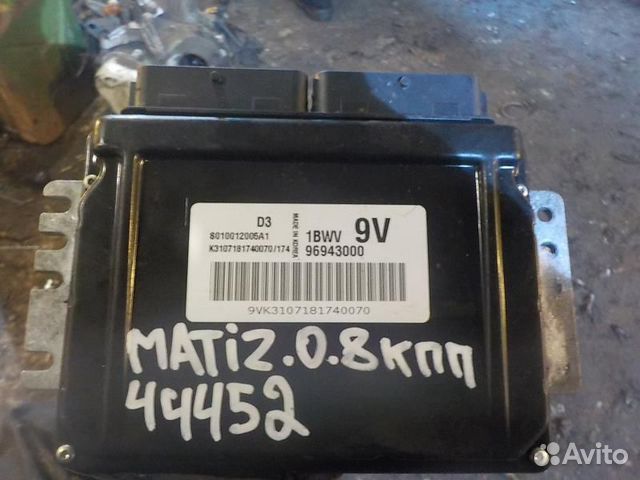 D3
S010012005A1
K3107181740070/174
MADE IN KOREA
1BWV 9V
96943000
9VK3107181740070
MATiZ.0.8кпп
44452
Avito